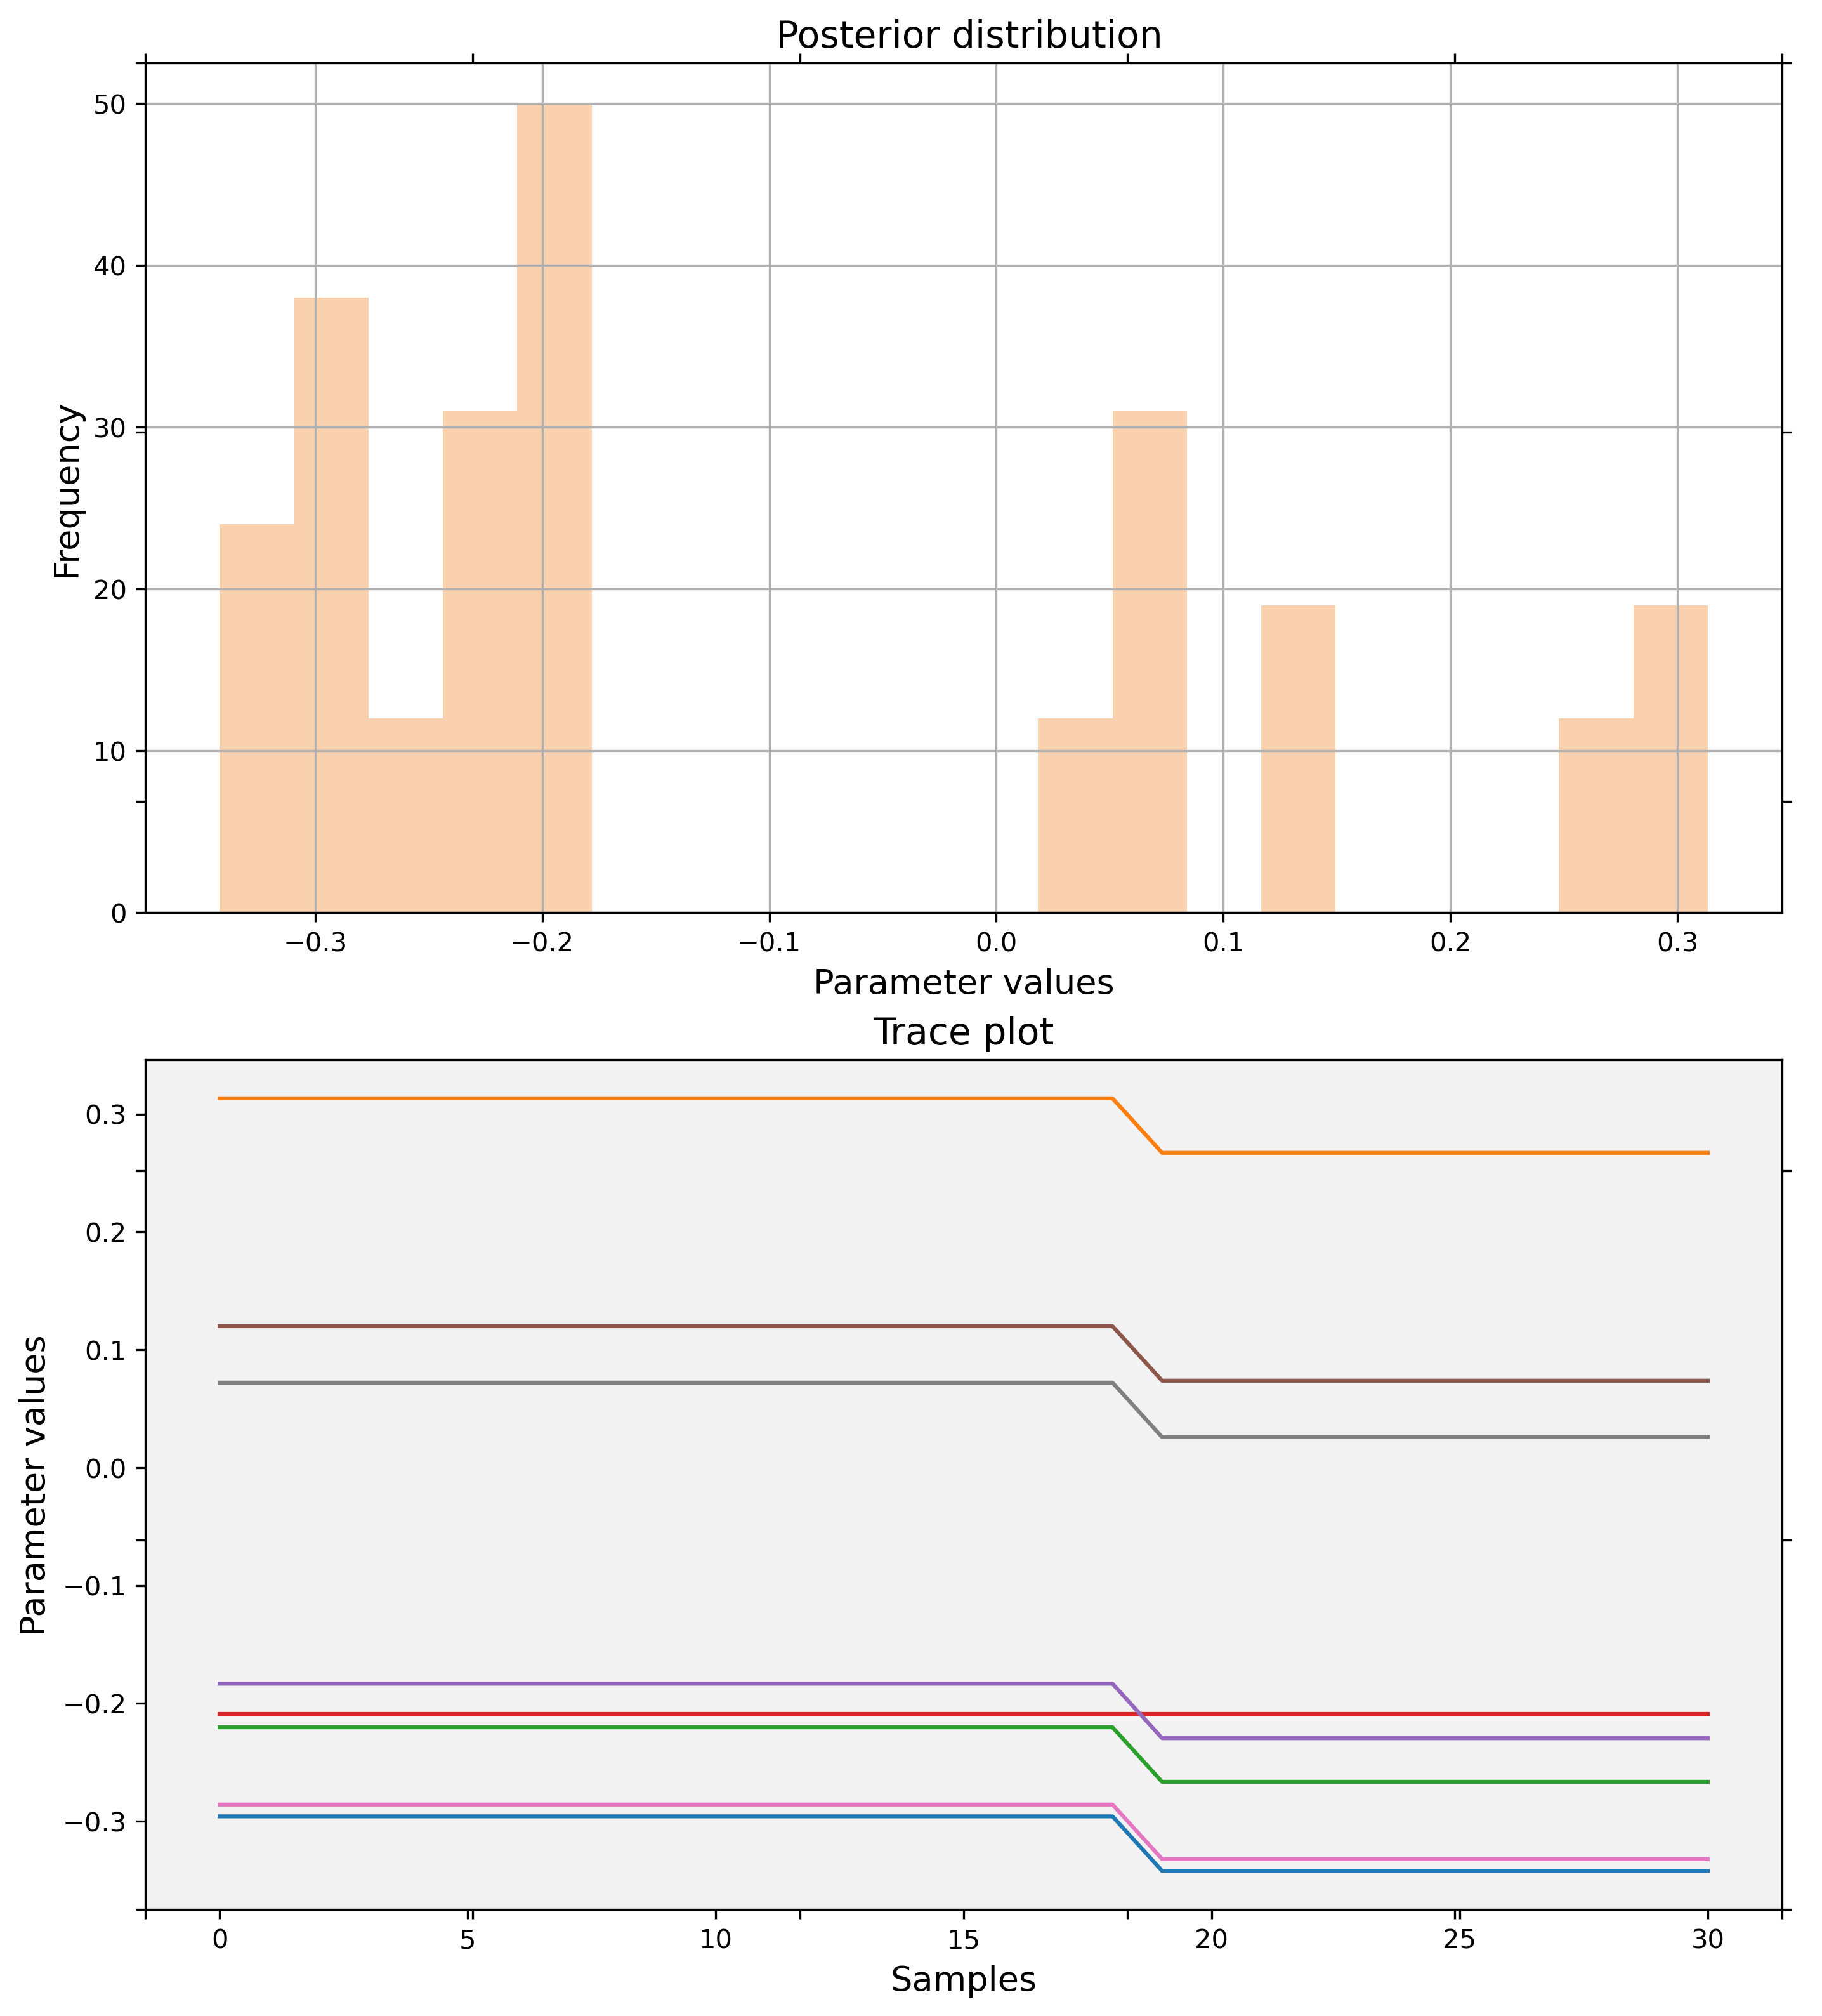 Posterior distribution
50
40
30
20
10
0
Frequency
−0.3 −0.2 −0.1 0.0 0.1 0.2 0.3
Parameter values
Trace plot
0.3
0.2
0.1
0.0
−0.1
−0.2
−0.3
Parameter values
0 5 10 15 20 25 30
Samples